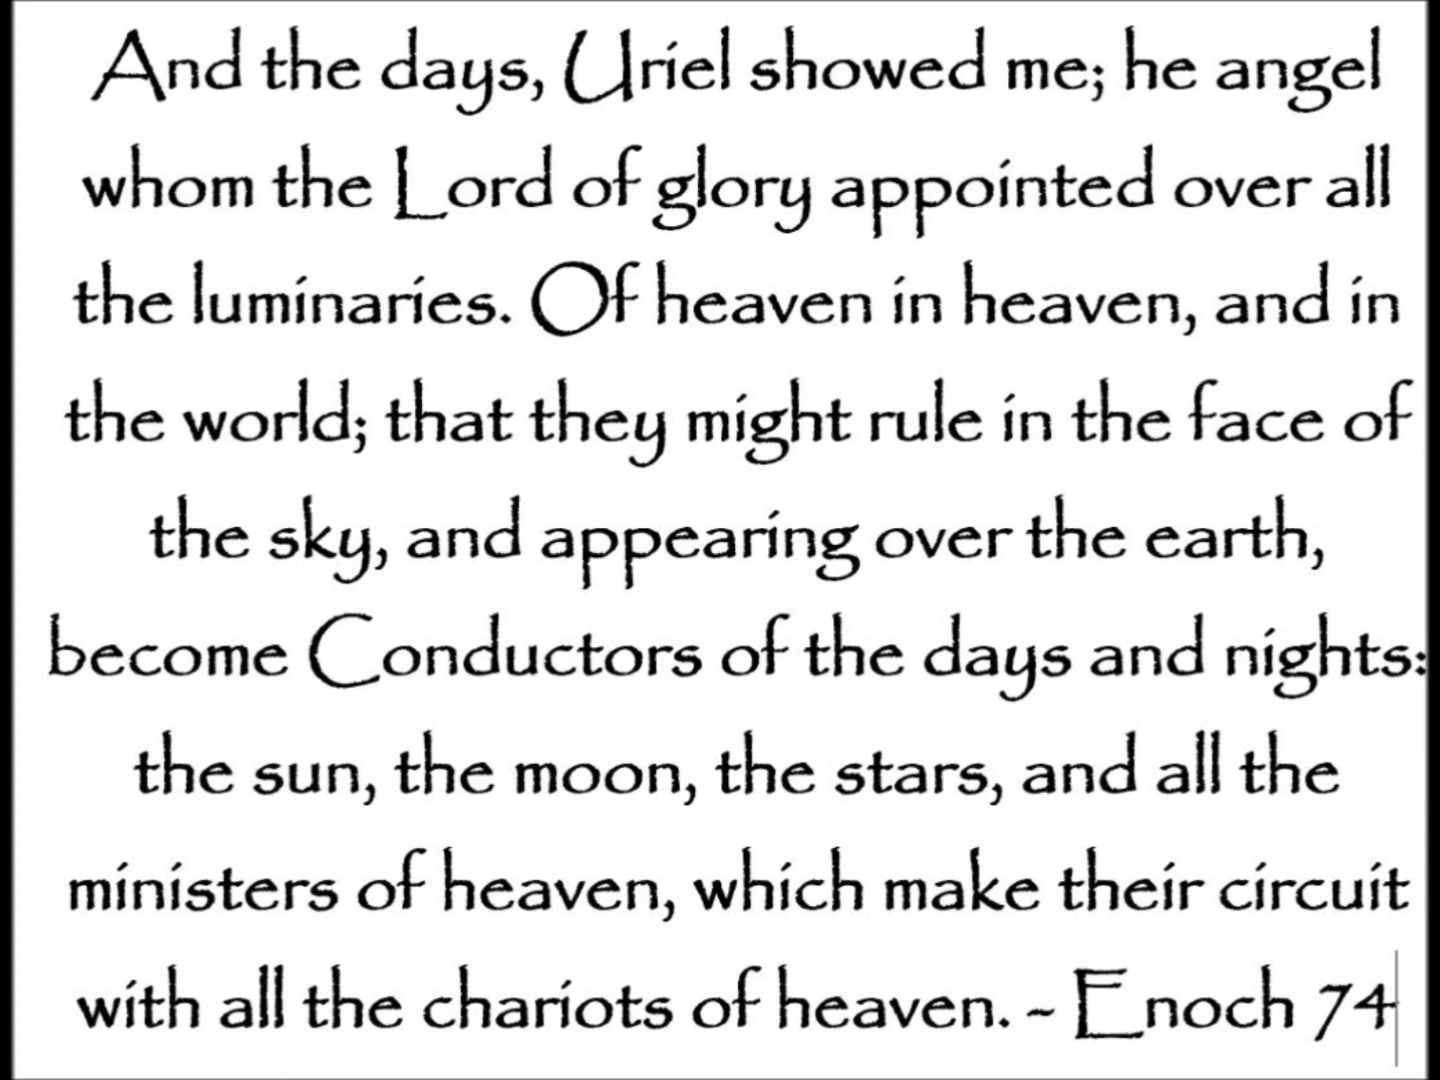 And the days, Uriel showed me; he angel
whom the Lord of glory appointed over all
the luminaries. Of heaven in heaven, and in
the world; that they might rule in the face of
the sky, and appearing over the earth,
become Conductors of the days and nights:
the sun, the moon, the stars, and all the
ministers of heaven, which make their circuit
with all the chariots of heaven. ~ Enoch 74